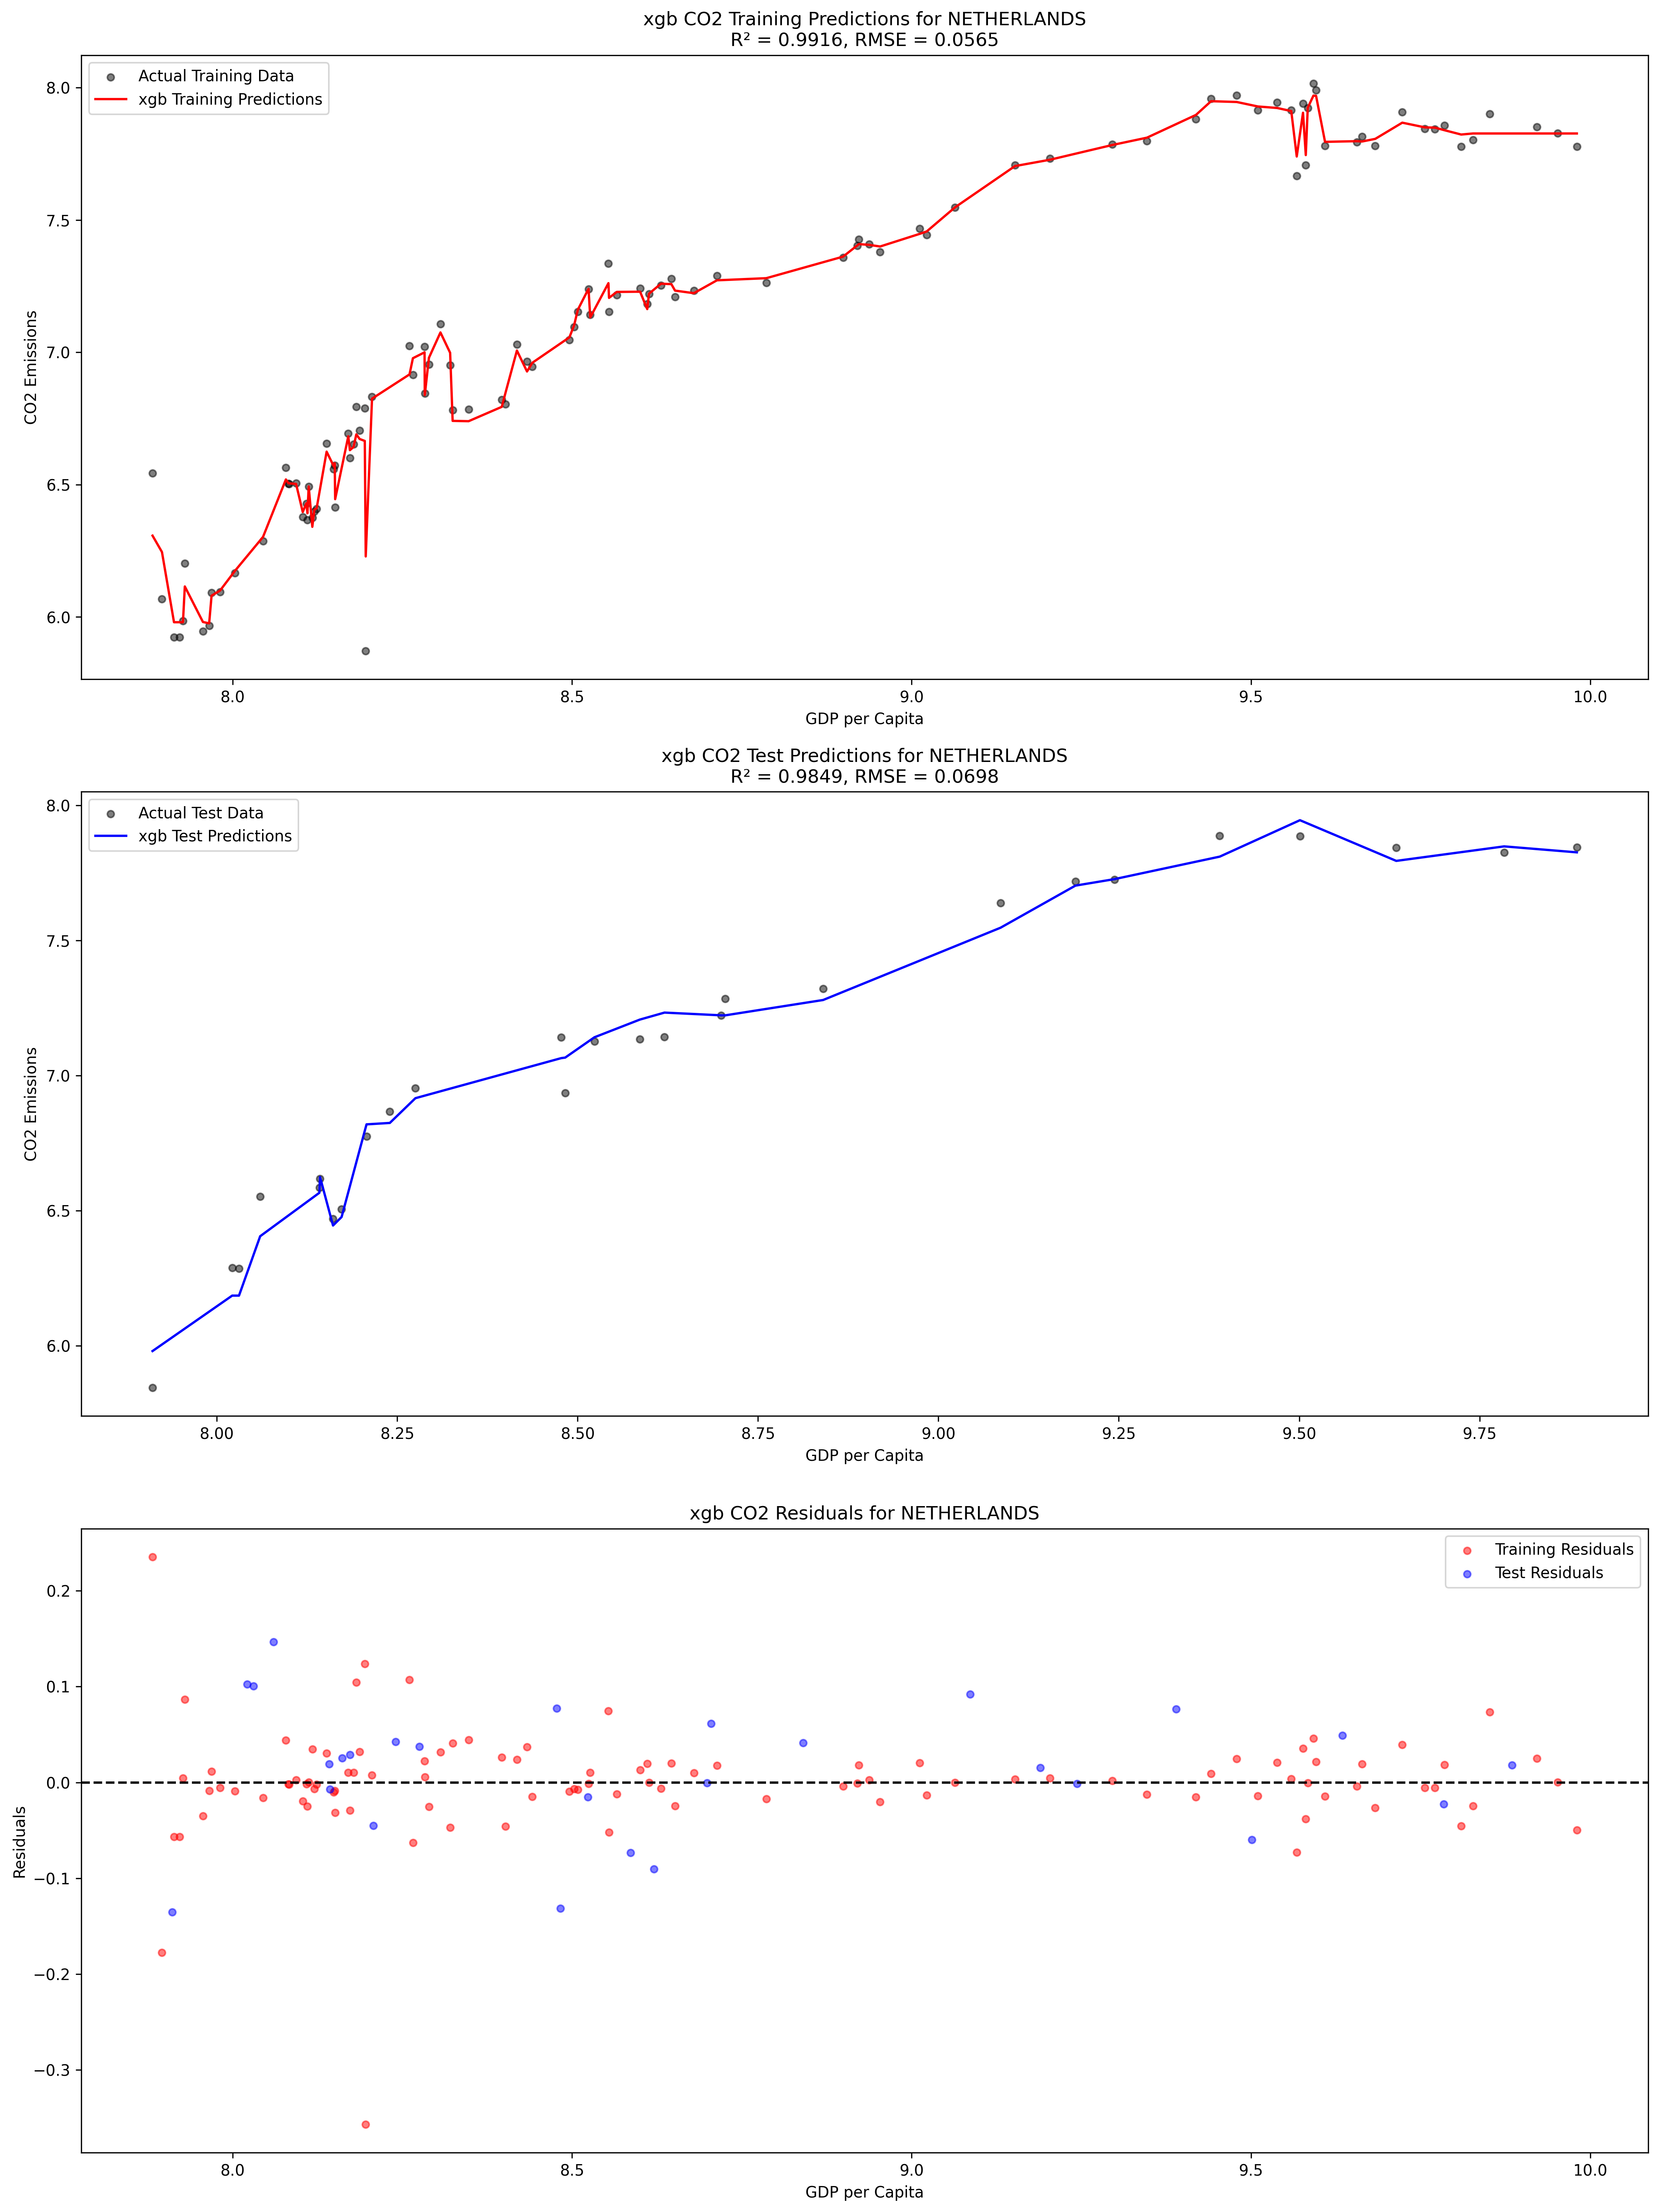 xgb CO2 Training Predictions for NETHERLANDS
R² = 0.9916, RMSE = 0.0565
Actual Training Data
xgb Training Predictions
8.0
7.5
7.0
6.5
6.0
CO2 Emissions
8.0 8.5 9.0 9.5 10.0
GDP per Capita
xgb CO2 Test Predictions for NETHERLANDS
R² = 0.9849, RMSE = 0.0698
Actual Test Data
xgb Test Predictions
8.0
7.5
7.0
6.5
6.0
CO2 Emissions
8.00 8.25 8.50 8.75 9.00 9.25 9.50 9.75
GDP per Capita
xgb CO2 Residuals for NETHERLANDS
Training Residuals
Test Residuals
0.2
0.1
0.0
−0.1
−0.2
−0.3
Residuals
8.0 8.5 9.0 9.5 10.0
GDP per Capita